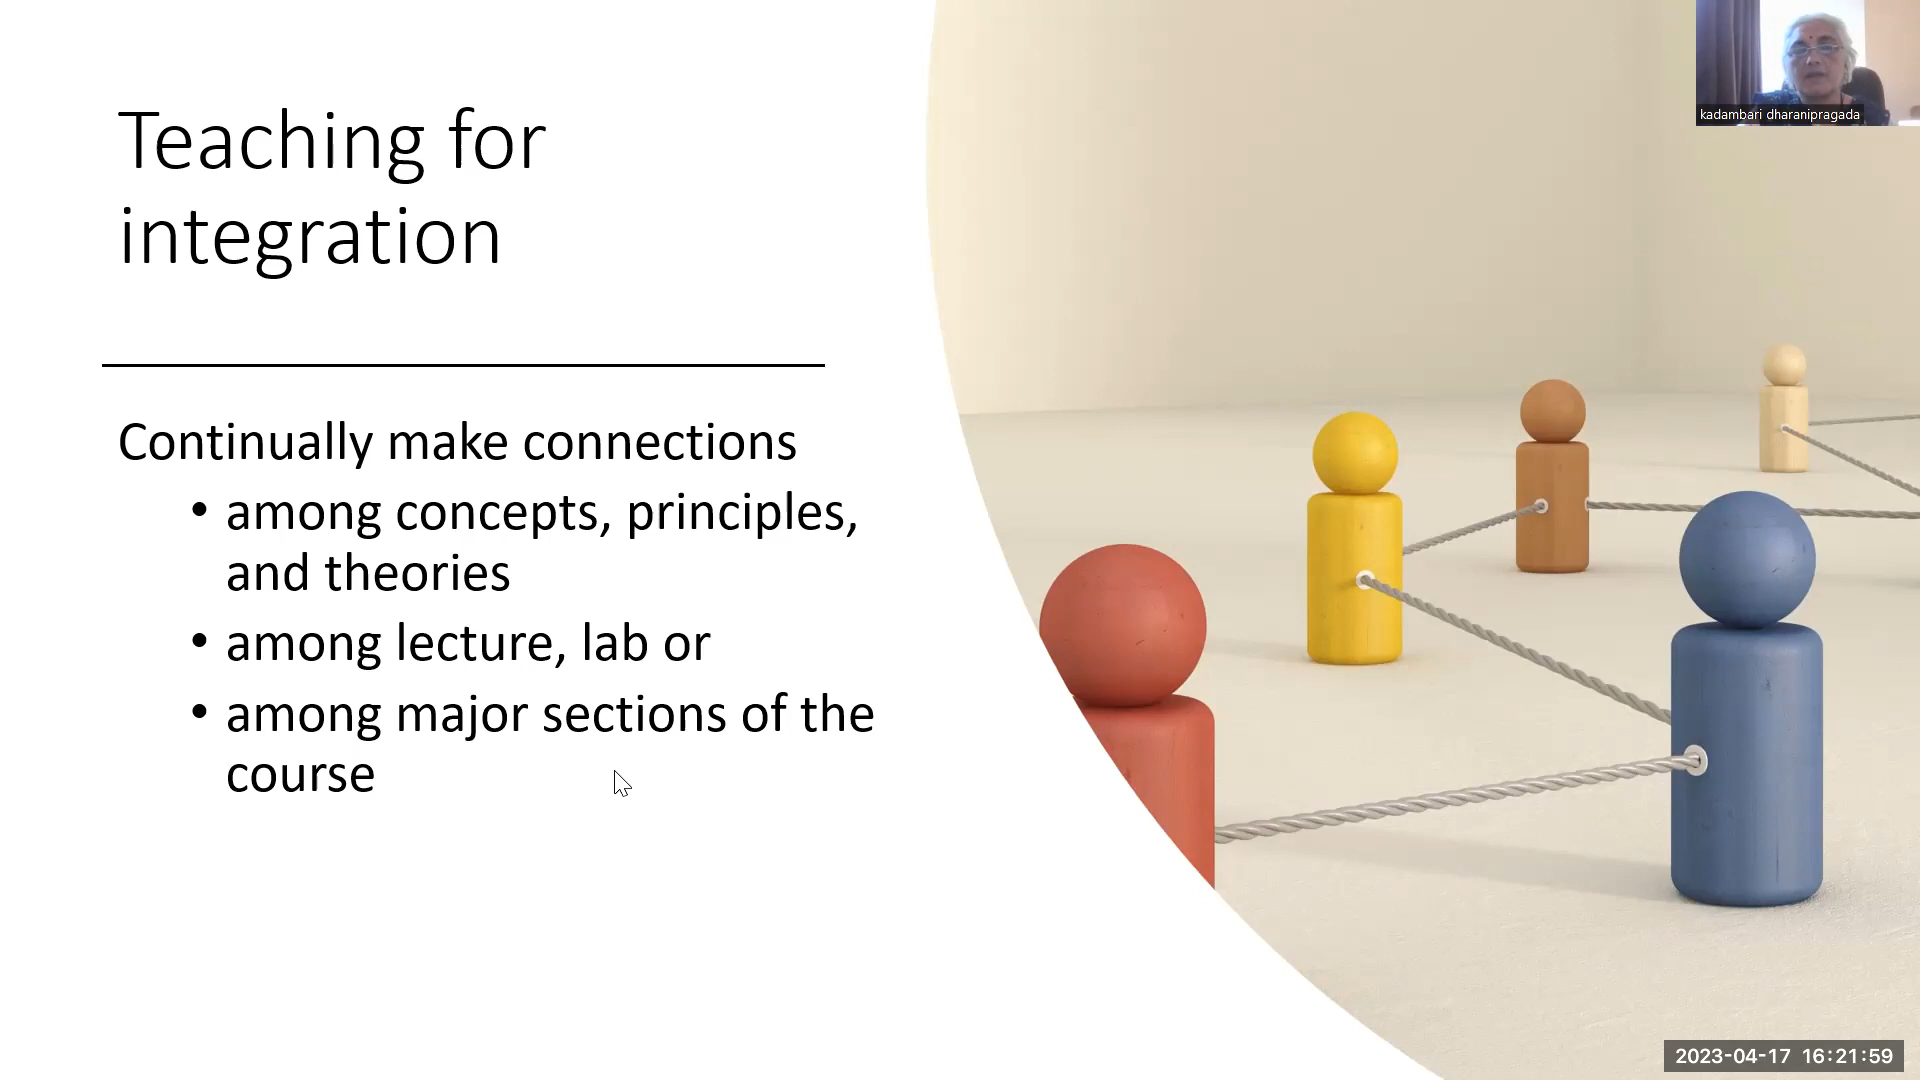 Teaching for
integration
Continually make connections
• among concepts, principles,
and theories
• among lecture, lab or
• among major sections of the
course
kadambari dharanipragada
2023-04-17 16:21:59